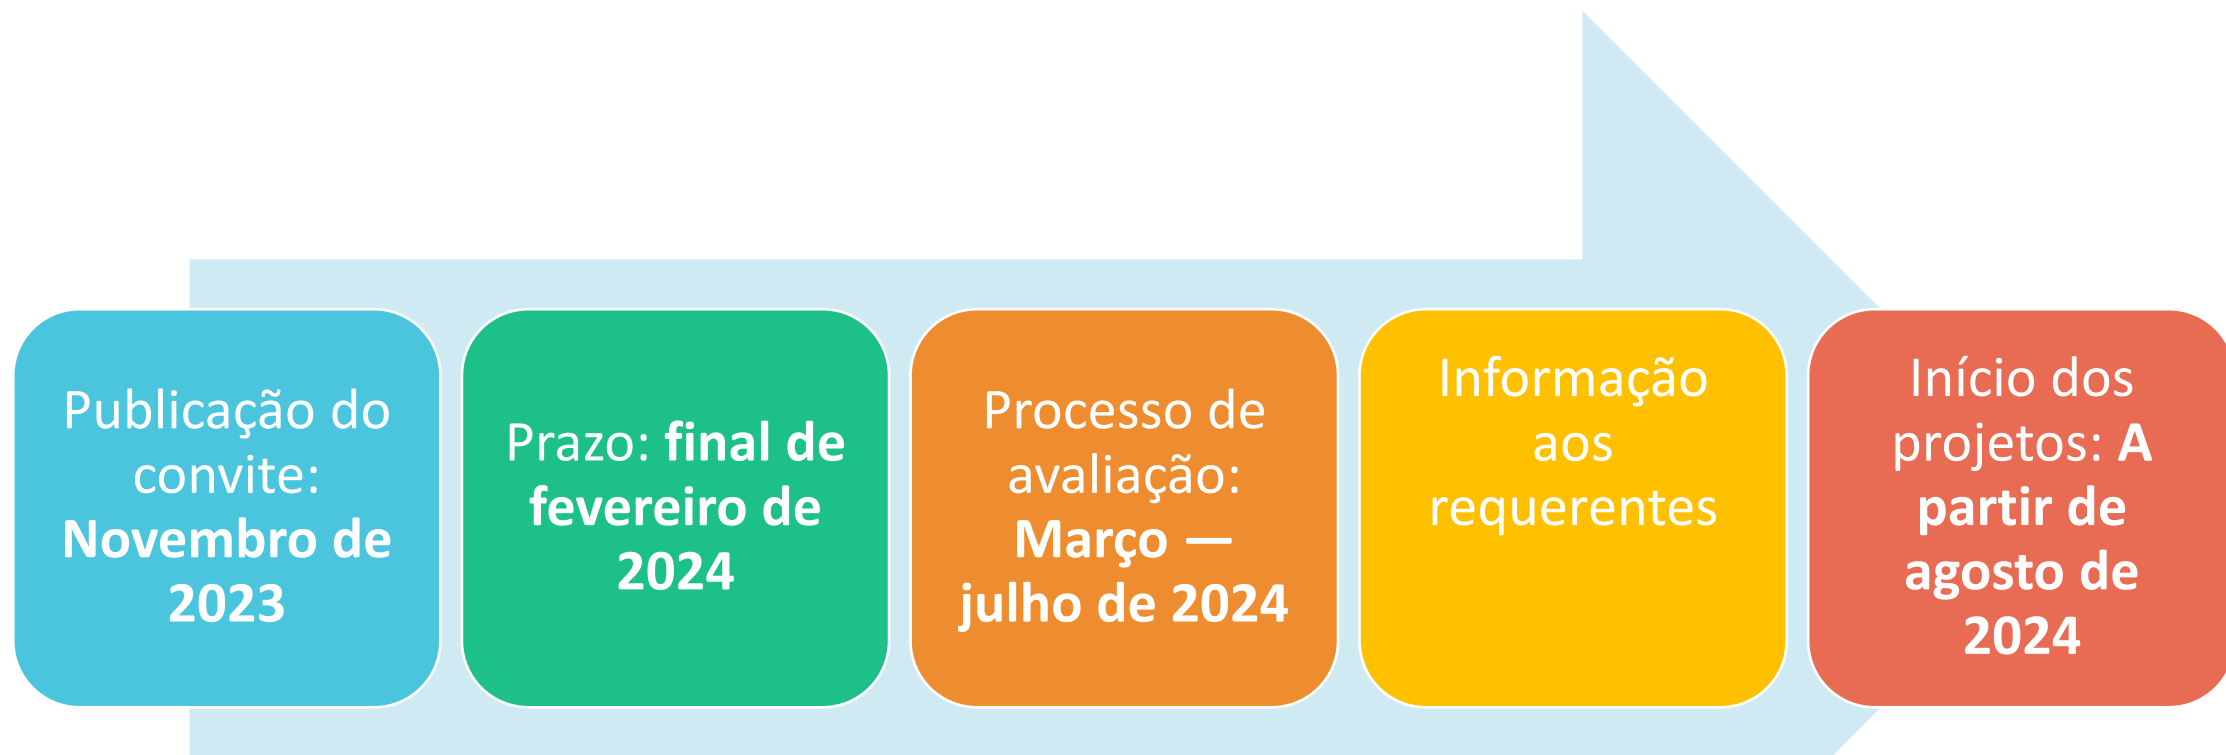 Publicação do
convite:
Novembro de
2023
Prazo: final de
fevereiro de
2024
Processo de
avaliação:
Março —
julho de 2024
Informação
aos
requerentes
Início dos
projetos: A
partir de
agosto de
2024